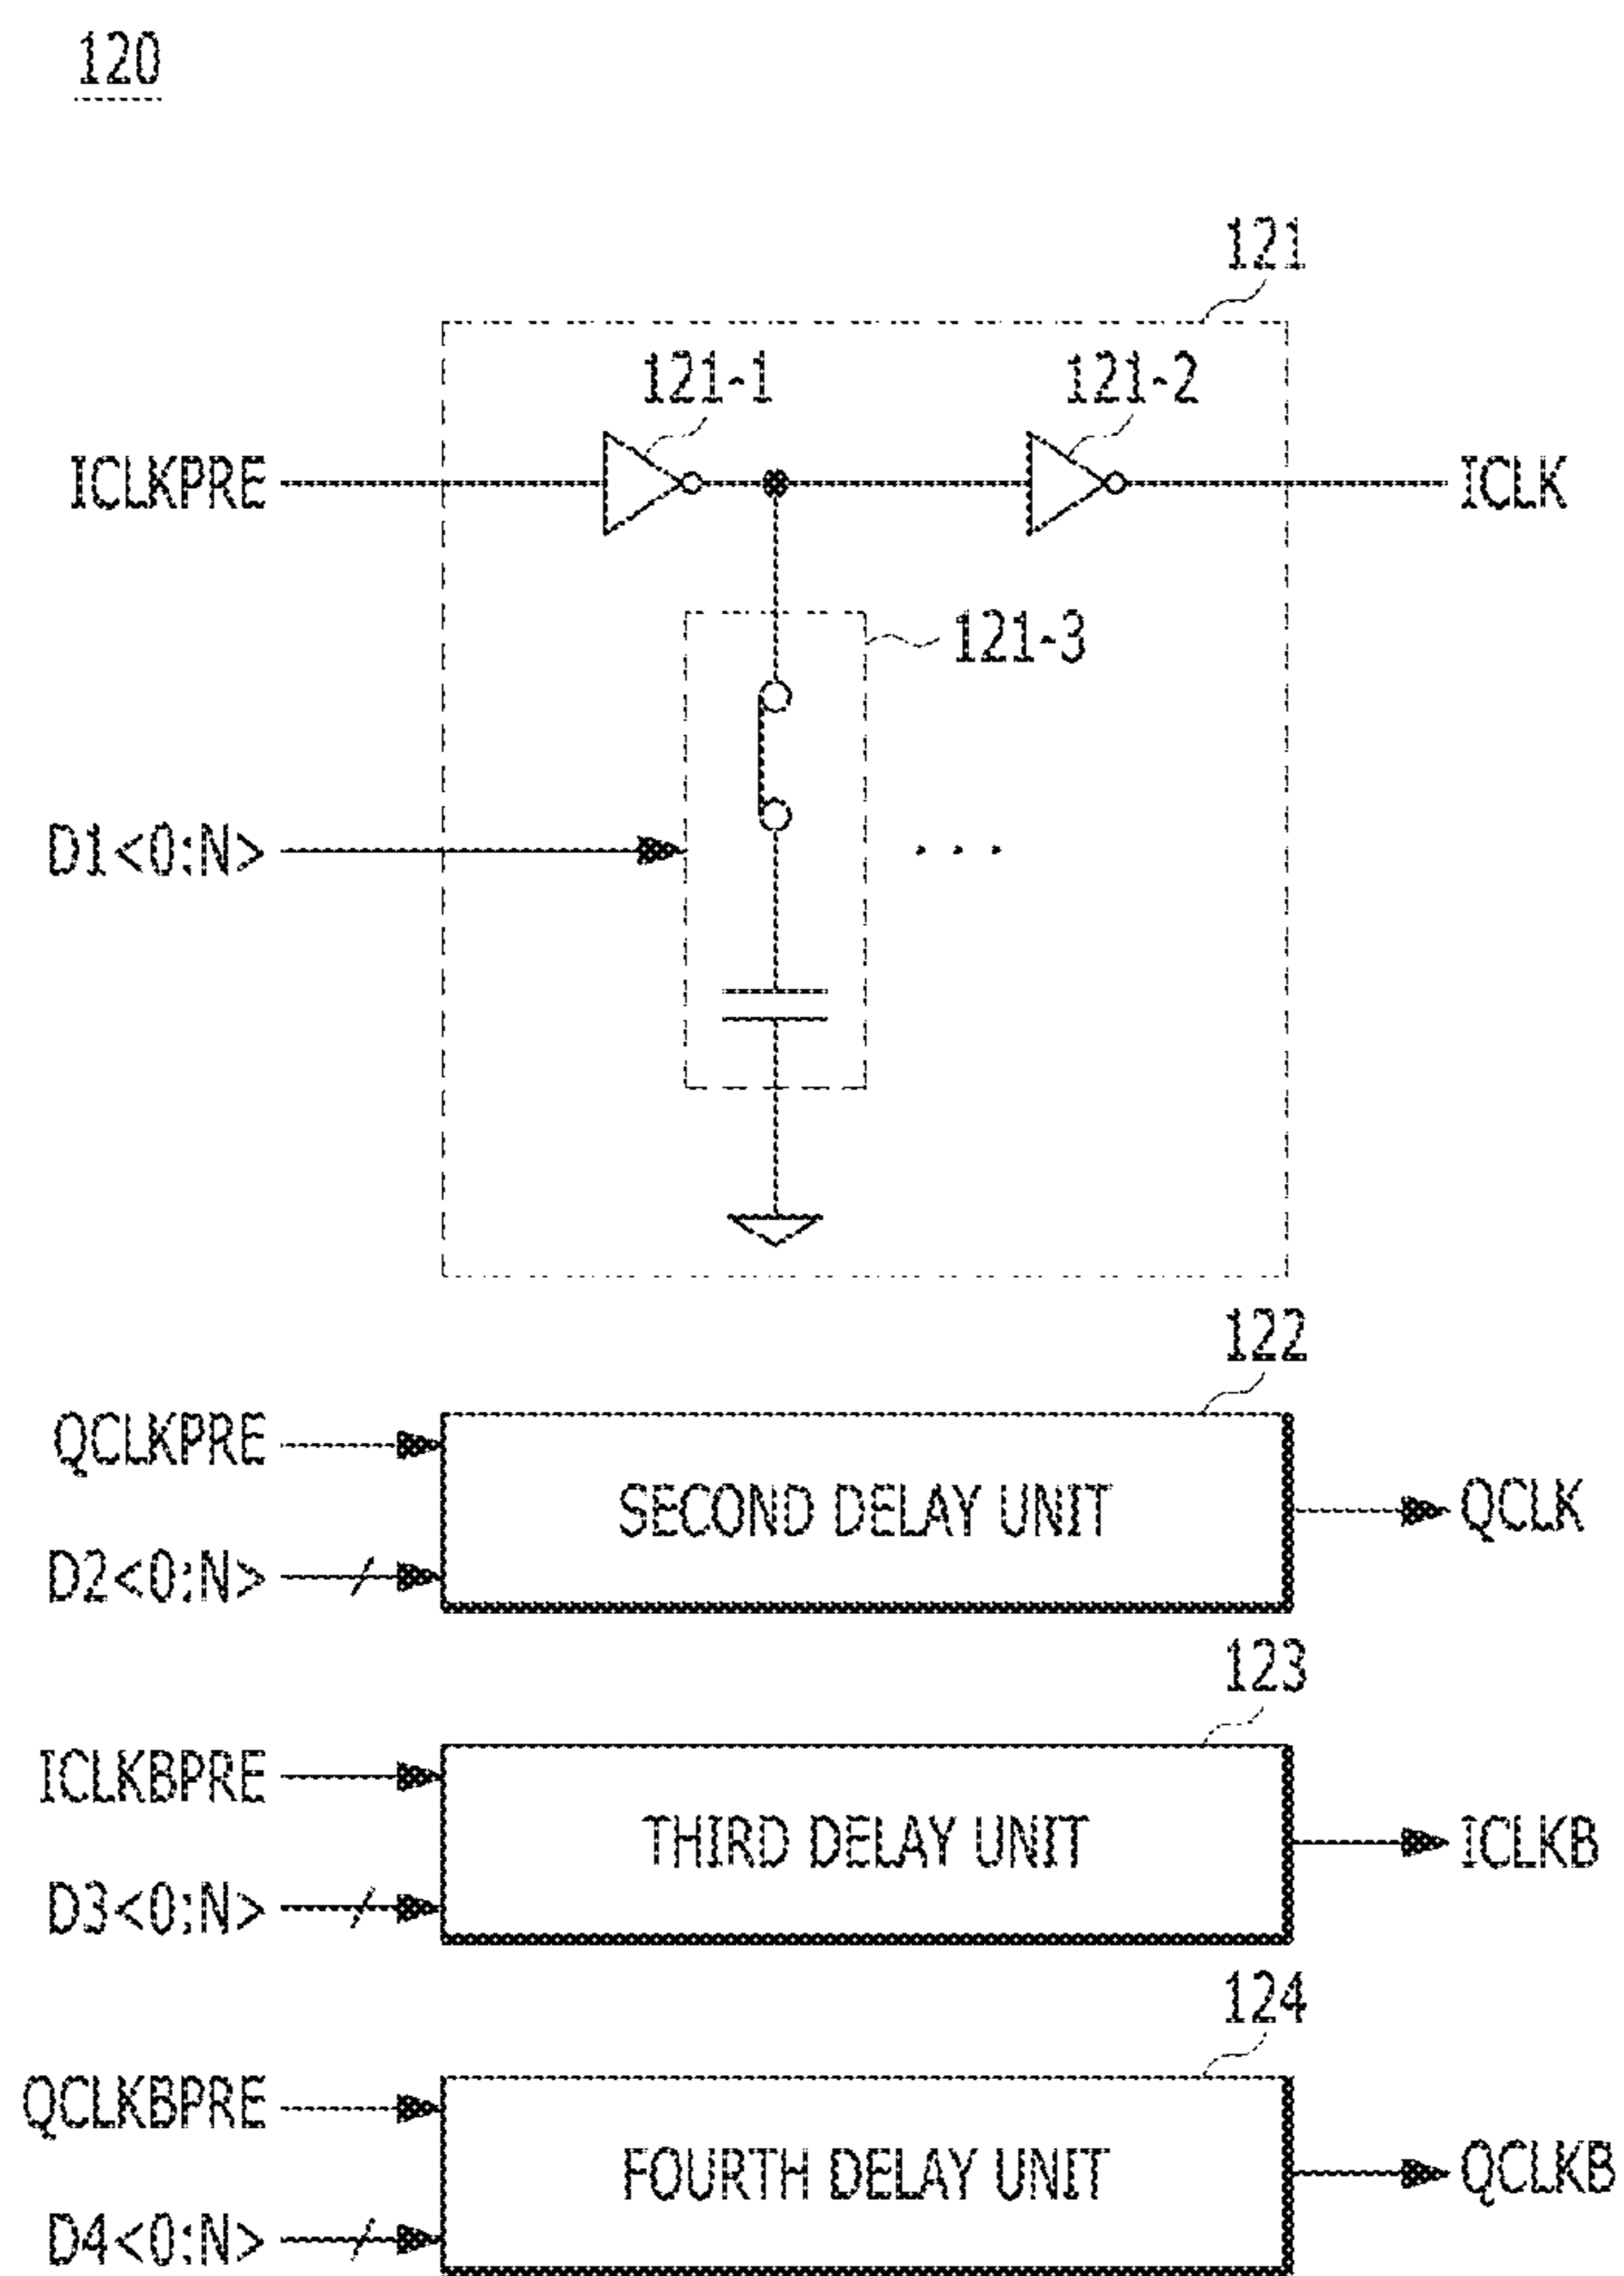 120
121
121-1
121-2
ICLKPRE
ICLK
121-3
D1<0:N>
. . .
122
QCLKPRE
SECOND DELAY UNIT
QCLK
D2<0:N>
123
ICLKBPRE
THIRD DELAY UNIT
ICLKB
D3<0:N>
124
QCLKBPRE
FOURTH DELAY UNIT
QCLKB
D4<0:N>